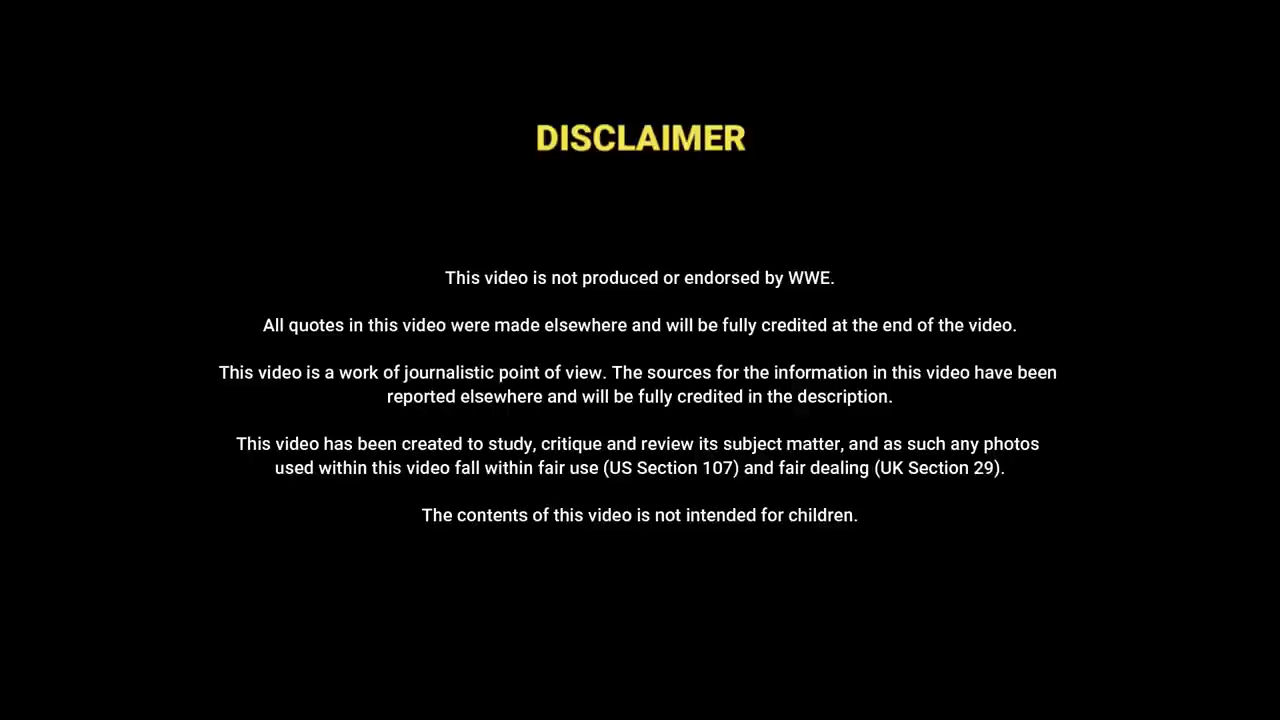 DISCLAIMER
This video is not produced or endorsed by WWE.
All quotes in this video were made elsewhere and will be fully credited at the end of the video.
This video is a work of journalistic point of view. The sources for the information in this video have been
reported elsewhere and will be fully credited in the description.
This video has been created to study, critique and review its subject matter, and as such any photos
used within this video fall within fair use (US Section 107) and fair dealing (UK Section 29).
The contents of this video is not intended for children.